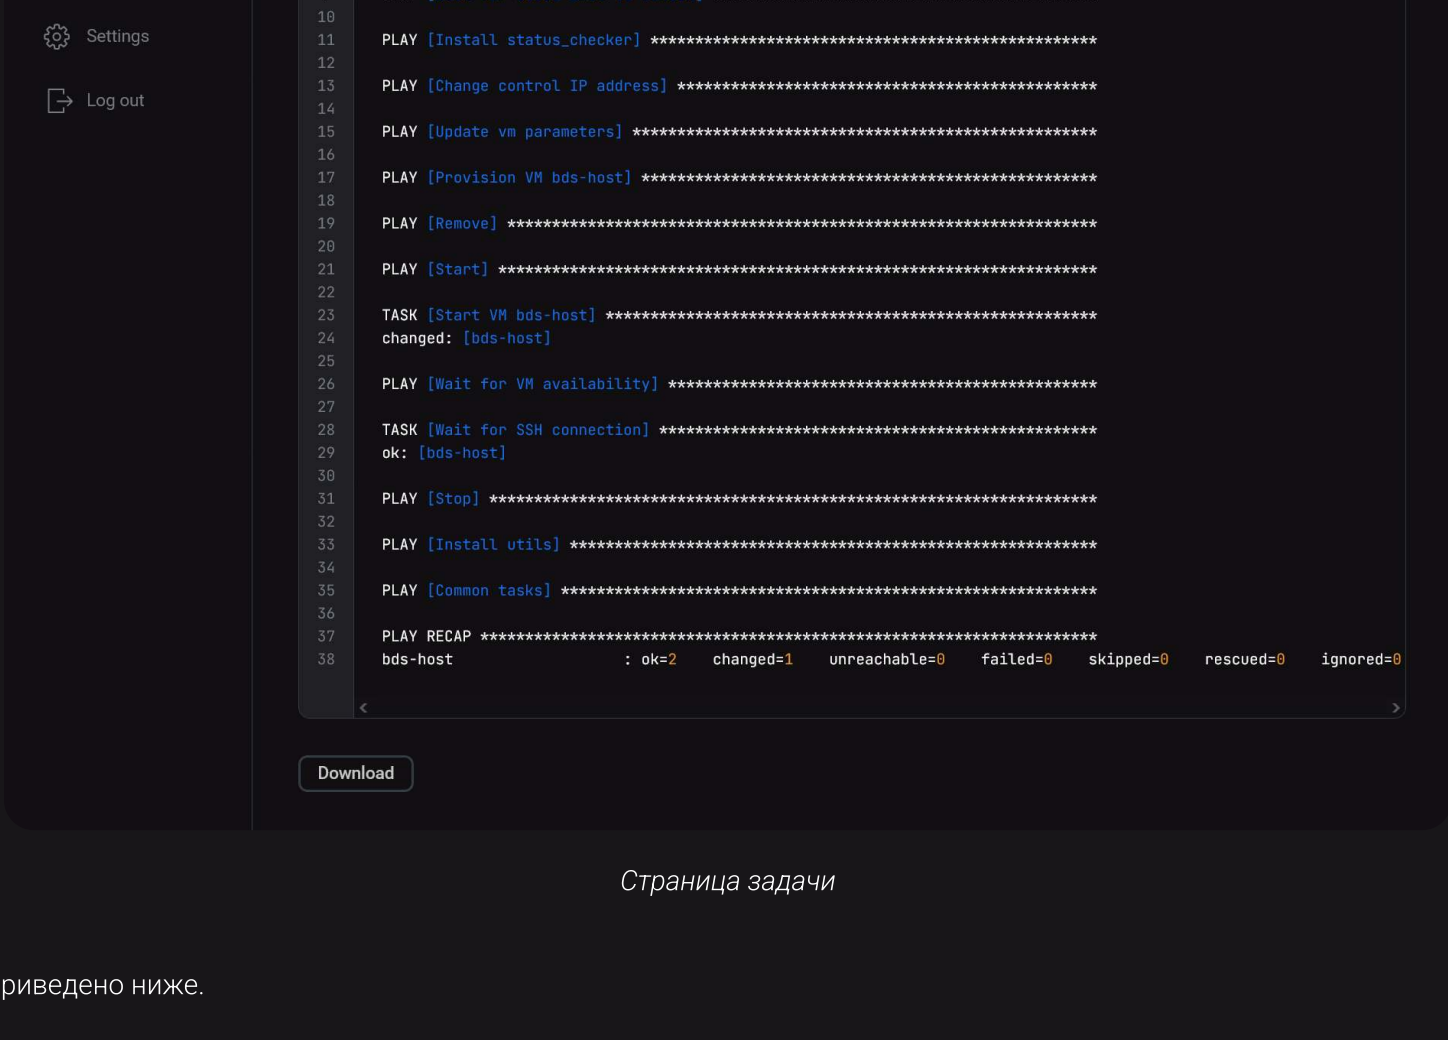 Settings
Log out
10
11 PLAY [Install status_checker] **************************************************
12
13 PLAY [Change control IP address] ***********************************************
14
15 PLAY [Update vm parameters] ****************************************************
16
17 PLAY [Provision VM bds-host] ***************************************************
18
19 PLAY [Remove] ******************************************************************
20
21 PLAY [Start] *******************************************************************
22
23 TASK [Start VM bds-host] *******************************************************
24 changed: [bds-host]
25
26 PLAY [Wait for VM availability] ************************************************
27
28 TASK [Wait for SSH connection] *************************************************
29 ok: [bds-host]
30
31 PLAY [Stop] ********************************************************************
32
33 PLAY [Install utils] ***********************************************************
34
35 PLAY [Common tasks] ************************************************************
36
37 PLAY RECAP *********************************************************************
38 bds-host : ok=2 changed=1 unreachable=0 failed=0 skipped=0 rescued=0 ignored=0
Download
Страница задачи
риведено ниже.